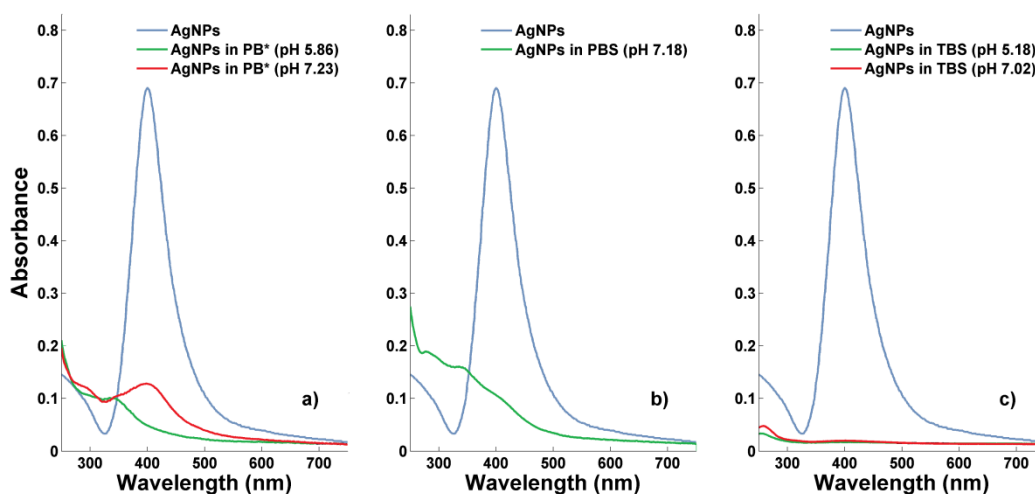 0.8
0.7
0.6
0.5
0.4
0.3
0.2
0.1
0
Absorbance
AgNPs
AgNPs in PB* (pH 5.86)
AgNPs in PB* (pH 7.23)
a)
300 400 500 600 700
Wavelength (nm)
0.8
0.7
0.6
0.5
0.4
0.3
0.2
0.1
0
AgNPs
AgNPs in PBS (pH 7.18)
b)
300 400 500 600 700
Wavelength (nm)
0.8
0.7
0.6
0.5
0.4
0.3
0.2
0.1
0
AgNPs
AgNPs in TBS (pH 5.18)
AgNPs in TBS (pH 7.02)
c)
300 400 500 600 700
Wavelength (nm)